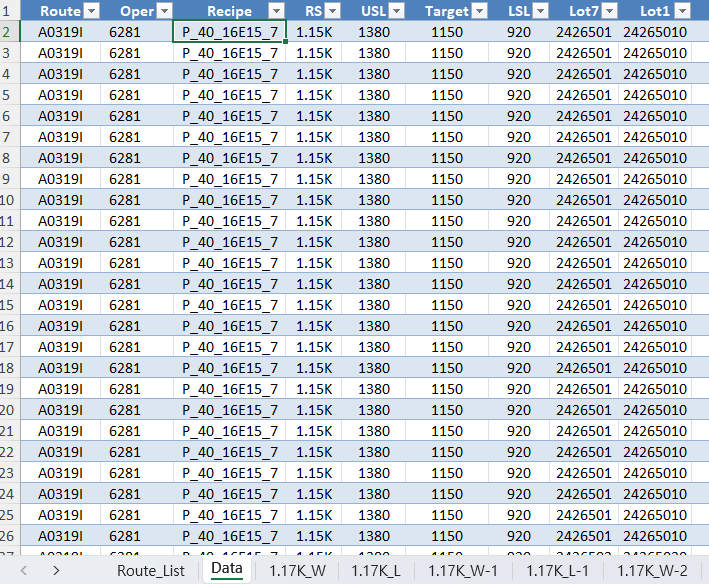 1 Route Oper Recipe RS USL Target LSL Lot7 Lot1
2 A0319I 6281 P_40_16E15_7 1.15K 1380 1150 920 2426501 24265010
3 A0319I 6281 P_40_16E15_7 1.15K 1380 1150 920 2426501 24265010
4 A0319I 6281 P_40_16E15_7 1.15K 1380 1150 920 2426501 24265010
5 A0319I 6281 P_40_16E15_7 1.15K 1380 1150 920 2426501 24265010
6 A0319I 6281 P_40_16E15_7 1.15K 1380 1150 920 2426501 24265010
7 A0319I 6281 P_40_16E15_7 1.15K 1380 1150 920 2426501 24265010
8 A0319I 6281 P_40_16E15_7 1.15K 1380 1150 920 2426501 24265010
9 A0319I 6281 P_40_16E15_7 1.15K 1380 1150 920 2426501 24265010
10 A0319I 6281 P_40_16E15_7 1.15K 1380 1150 920 2426501 24265010
11 A0319I 6281 P_40_16E15_7 1.15K 1380 1150 920 2426501 24265010
12 A0319I 6281 P_40_16E15_7 1.15K 1380 1150 920 2426501 24265010
13 A0319I 6281 P_40_16E15_7 1.15K 1380 1150 920 2426501 24265010
14 A0319I 6281 P_40_16E15_7 1.15K 1380 1150 920 2426501 24265010
15 A0319I 6281 P_40_16E15_7 1.15K 1380 1150 920 2426501 24265010
16 A0319I 6281 P_40_16E15_7 1.15K 1380 1150 920 2426501 24265010
17 A0319I 6281 P_40_16E15_7 1.15K 1380 1150 920 2426501 24265010
18 A0319I 6281 P_40_16E15_7 1.15K 1380 1150 920 2426501 24265010
19 A0319I 6281 P_40_16E15_7 1.15K 1380 1150 920 2426501 24265010
20 A0319I 6281 P_40_16E15_7 1.15K 1380 1150 920 2426501 24265010
21 A0319I 6281 P_40_16E15_7 1.15K 1380 1150 920 2426501 24265010
22 A0319I 6281 P_40_16E15_7 1.15K 1380 1150 920 2426501 24265010
23 A0319I 6281 P_40_16E15_7 1.15K 1380 1150 920 2426501 24265010
24 A0319I 6281 P_40_16E15_7 1.15K 1380 1150 920 2426501 24265010
25 A0319I 6281 P_40_16E15_7 1.15K 1380 1150 920 2426501 24265010
26 A0319I 6281 P_40_16E15_7 1.15K 1380 1150 920 2426501 24265010
Route_List Data 1.17K_W 1.17K_L 1.17K_W-1 1.17K_L-1 1.17K_W-2